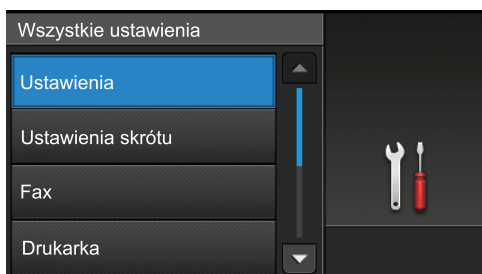 Wszystkie ustawienia
Ustawienia
Ustawienia skrótu
Fax
Drukarka